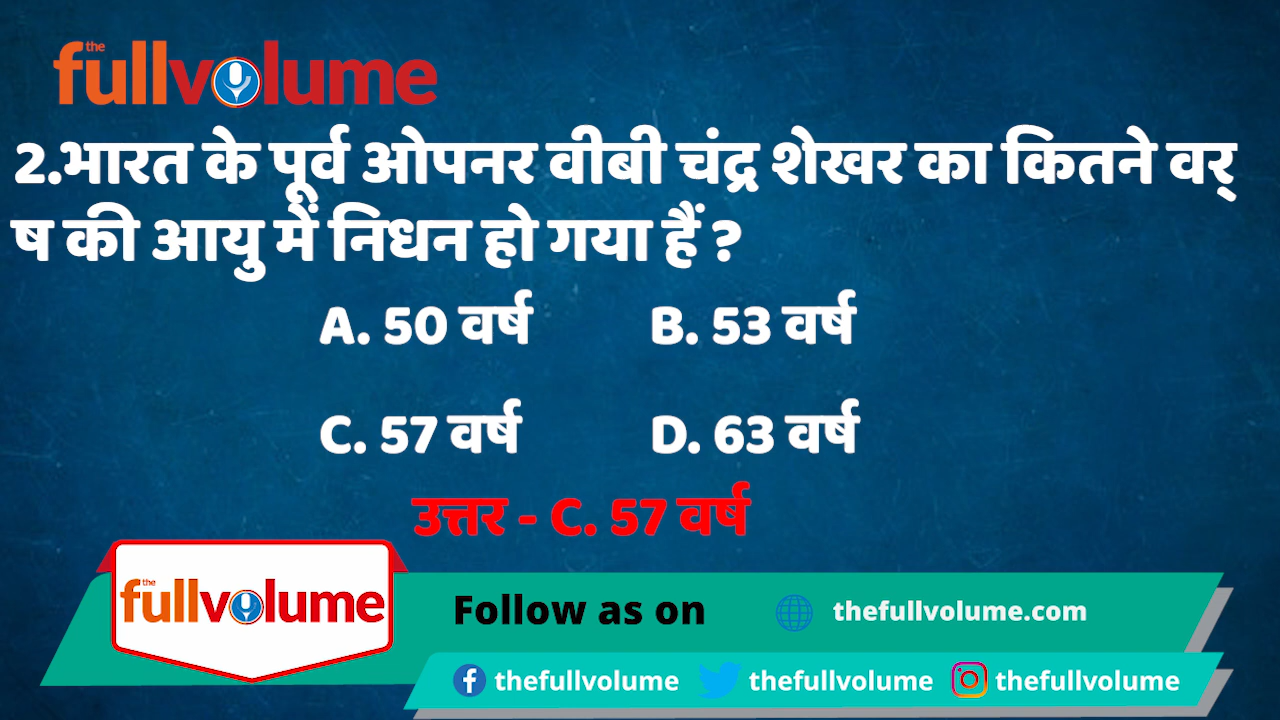 the
fullvolume
2.भारत के पूर्व ओपनर वीबी चंद्र शेखर का कितने वर्
ष की आयु में निधन हो गया हैं ?
A. 50 वर्ष B. 53 वर्ष
C. 57 वर्ष D. 63 वर्ष
उत्तर - C. 57 वर्ष
the
fullvolume
Follow as on thefullvolume.com
thefullvolume thefullvolume thefullvolume